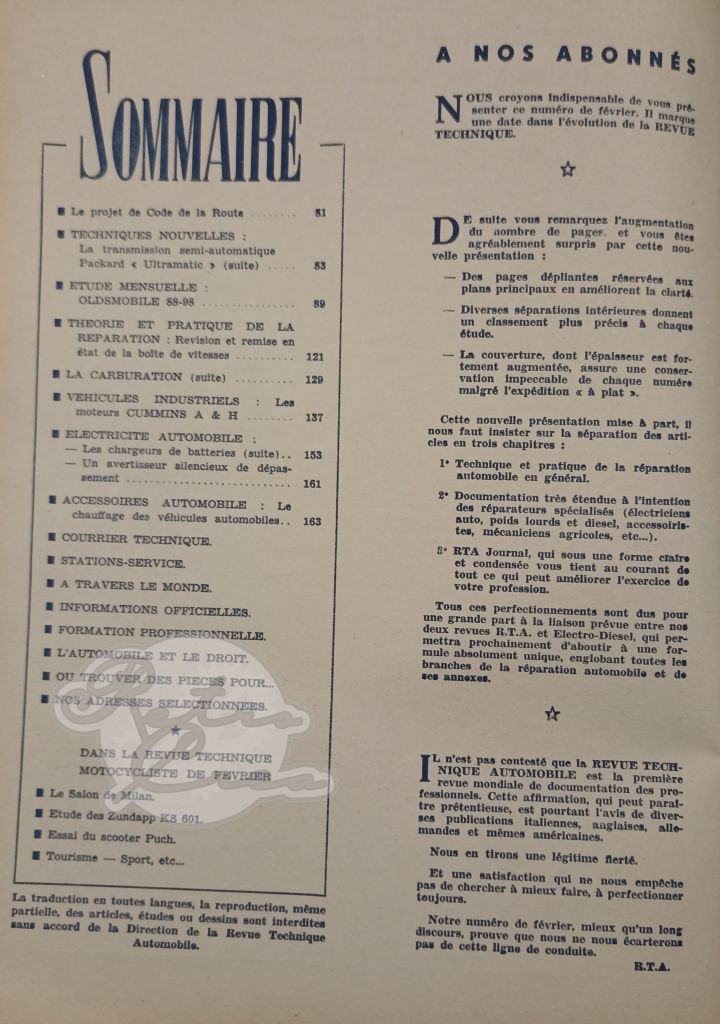 SOMMAIRE
■ Le projet de Code de la Route ........ 81
■ TECHNIQUES NOUVELLES :
La transmission semi-automatique
Packard « Ultramatic » (suite) ..... 83
■ ETUDE MENSUELLE :
OLDSMOBILE 88-98 ............... 89
■ THEORIE ET PRATIQUE DE LA
REPARATION : Revision et remise en
état de la boîte de vitesses .......... 121
■ LA CARBURATION (suite) .......... 129
■ VEHICULES INDUSTRIELS : Les
moteurs CUMMINS A & H ........ 137
■ ELECTRICITE AUTOMOBILE :
— Les chargeurs de batteries (suite).. 153
— Un avertisseur silencieux de dépas-
sement ............................ 161
■ ACCESSOIRES AUTOMOBILE : Le
chauffage des véhicules automobiles.. 163
■ COURRIER TECHNIQUE.
■ STATIONS-SERVICE.
■ A TRAVERS LE MONDE.
■ INFORMATIONS OFFICIELLES.
■ FORMATION PROFESSIONNELLE.
■ L'AUTOMOBILE ET LE DROIT.
■ OU TROUVER DES PIECES POUR...
■ NOS ADRESSES SELECTIONNEES.
★
DANS LA REVUE TECHNIQUE
MOTOCYCLISTE DE FEVRIER
■ Le Salon de Milan.
■ Etude des Zundapp KS 601.
■ Essai du scooter Puch.
■ Tourisme — Sport, etc...
La traduction en toutes langues, la reproduction, même
partielle, des articles, études ou dessins sont interdites
sans accord de la Direction de la Revue Technique
Automobile.
A NOS ABONNÉS
NOUS croyons indispensable de vous pré-
senter ce numéro de février. Il marque
une date dans l'évolution de la REVUE
TECHNIQUE.
☆
DE suite vous remarquez l'augmentation
du nombre de pages, et vous êtes
agréablement surpris par cette nou-
velle présentation :
— Des pages dépliantes réservées aux
plans principaux en améliorent la clarté.
— Diverses séparations intérieures donnent
un classement plus précis à chaque
étude.
— La couverture, dont l'épaisseur est for-
tement augmentée, assure une conser-
vation impeccable de chaque numéro
malgré l'expédition « à plat ».
Cette nouvelle présentation mise à part, il
nous faut insister sur la séparation des arti-
cles en trois chapitres :
1° Technique et pratique de la réparation
automobile en général.
2° Documentation très étendue à l'intention
des réparateurs spécialisés (électriciens
auto, poids lourds et diesel, accessoiris-
tes, mécaniciens agricoles, etc...).
3° RTA Journal, qui sous une forme claire
et condensée vous tient au courant de
tout ce qui peut améliorer l'exercice de
votre profession.
Tous ces perfectionnements sont dus pour
une grande part à la liaison prévue entre nos
deux revues R.T.A. et Electro-Diesel, qui per-
mettra prochainement d'aboutir à une for-
mule absolument unique, englobant toutes les
branches de la réparation automobile et de
ses annexes.
☆
IL n'est pas contesté que la REVUE TECH-
NIQUE AUTOMOBILE est la première
revue mondiale de documentation des pro-
fessionnels. Cette affirmation, qui peut paraî-
tre prétentieuse, est pourtant l'avis de diver-
ses publications italiennes, anglaises, alle-
mandes et mêmes américaines.
Nous en tirons une légitime fierté.
Et une satisfaction qui ne nous empêche
pas de chercher à mieux faire, à perfectionner
toujours.
Notre numéro de février, mieux qu'un long
discours, prouve que nous ne nous écarterons
pas de cette ligne de conduite.
R.T.A.